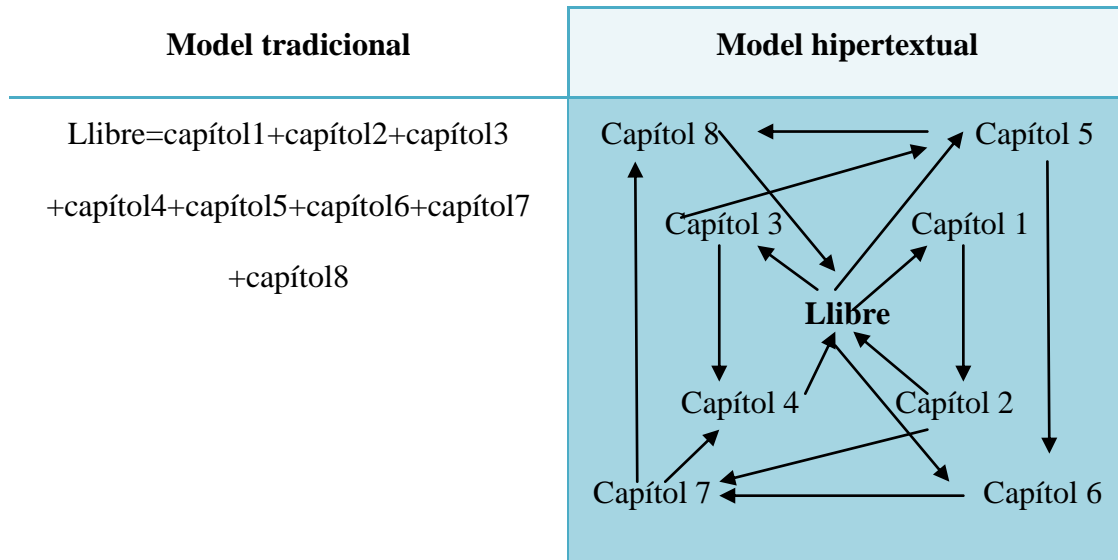 Model tradicional
Model hipertextual
Llibre=capítol1+capítol2+capítol3
+capítol4+capítol5+capítol6+capítol7
+capítol8
Capítol 8
Capítol 5
Capítol 3
Capítol 1
Llibre
Capítol 4
Capítol 2
Capítol 7
Capítol 6